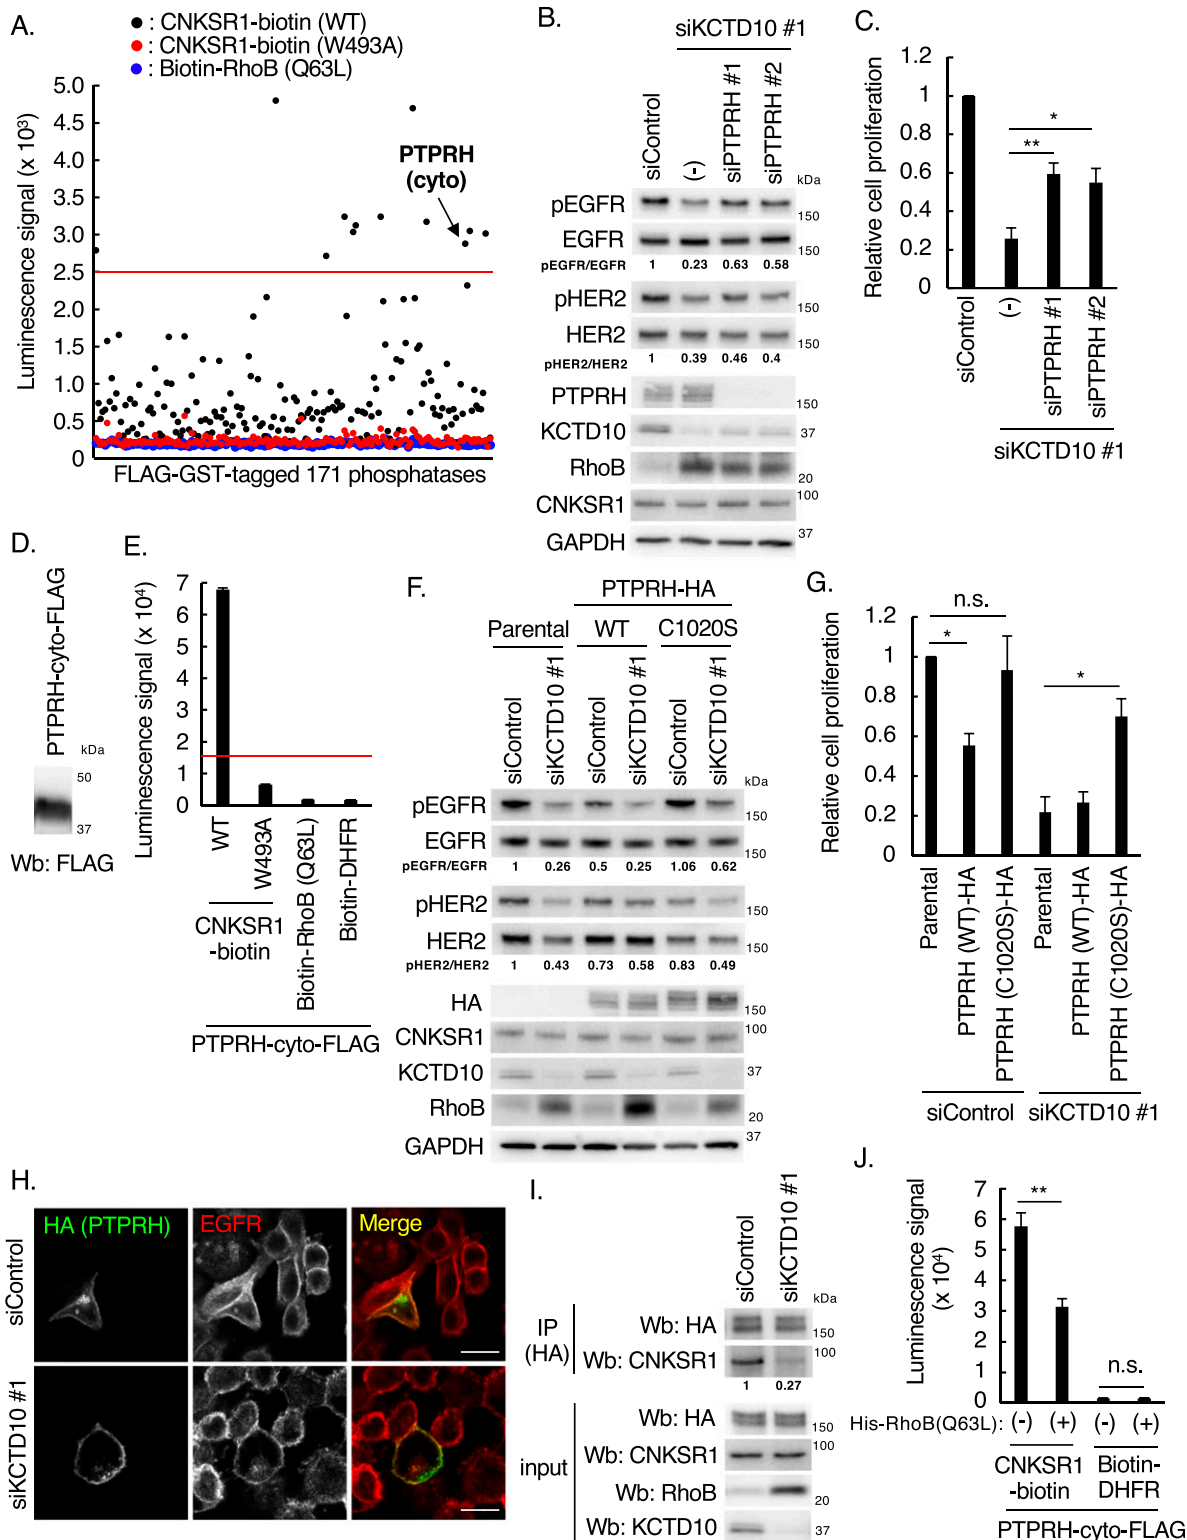 A.
● : CNKSR1-biotin (WT)
● : CNKSR1-biotin (W493A)
● : Biotin-RhoB (Q63L)
Luminescence signal (x 10³)
5.0
4.5
4.0
3.5
3.0
2.5
2.0
1.5
1.0
0.5
0
PTPRH
(cyto)
FLAG-GST-tagged 171 phosphatases
B.
siKCTD10 #1
siControl
(-)
siPTPRH #1
siPTPRH #2
kDa
pEGFR
150
EGFR
150
pEGFR/EGFR 1 0.23 0.63 0.58
pHER2
150
HER2
150
pHER2/HER2 1 0.39 0.46 0.4
PTPRH
150
KCTD10
37
RhoB
20
CNKSR1
100
GAPDH
37
C.
Relative cell proliferation
1.2
1
0.8
0.6
0.4
0.2
0
*
**
siControl
(-)
siPTPRH #1
siPTPRH #2
siKCTD10 #1
D.
PTPRH-cyto-FLAG
kDa
50
37
Wb: FLAG
E.
Luminescence signal (x 10⁴)
7
6
5
4
3
2
1
0
WT
W493A
Biotin-RhoB (Q63L)
Biotin-DHFR
CNKSR1
-biotin
PTPRH-cyto-FLAG
F.
PTPRH-HA
Parental WT C1020S
siControl
siKCTD10 #1
siControl
siKCTD10 #1
siControl
siKCTD10 #1
kDa
pEGFR
150
EGFR
150
pEGFR/EGFR 1 0.26 0.5 0.25 1.06 0.62
pHER2
150
HER2
150
pHER2/HER2 1 0.43 0.73 0.58 0.83 0.49
HA
150
CNKSR1
100
KCTD10
37
RhoB
20
GAPDH
37
G.
Relative cell proliferation
1.2
1
0.8
0.6
0.4
0.2
0
n.s.
*
*
Parental
PTPRH (WT)-HA
PTPRH (C1020S)-HA
Parental
PTPRH (WT)-HA
PTPRH (C1020S)-HA
siControl
siKCTD10 #1
H.
HA (PTPRH)
EGFR
Merge
siControl
siKCTD10 #1
I.
siControl
siKCTD10 #1
kDa
IP
(HA)
Wb: HA
150
Wb: CNKSR1
100
1 0.27
input
Wb: HA
150
Wb: CNKSR1
100
Wb: RhoB
20
Wb: KCTD10
37
J.
Luminescence signal
(x 10⁴)
7
6
5
4
3
2
1
0
**
n.s.
His-RhoB(Q63L): (-) (+) (-) (+)
CNKSR1
-biotin
Biotin-
DHFR
PTPRH-cyto-FLAG